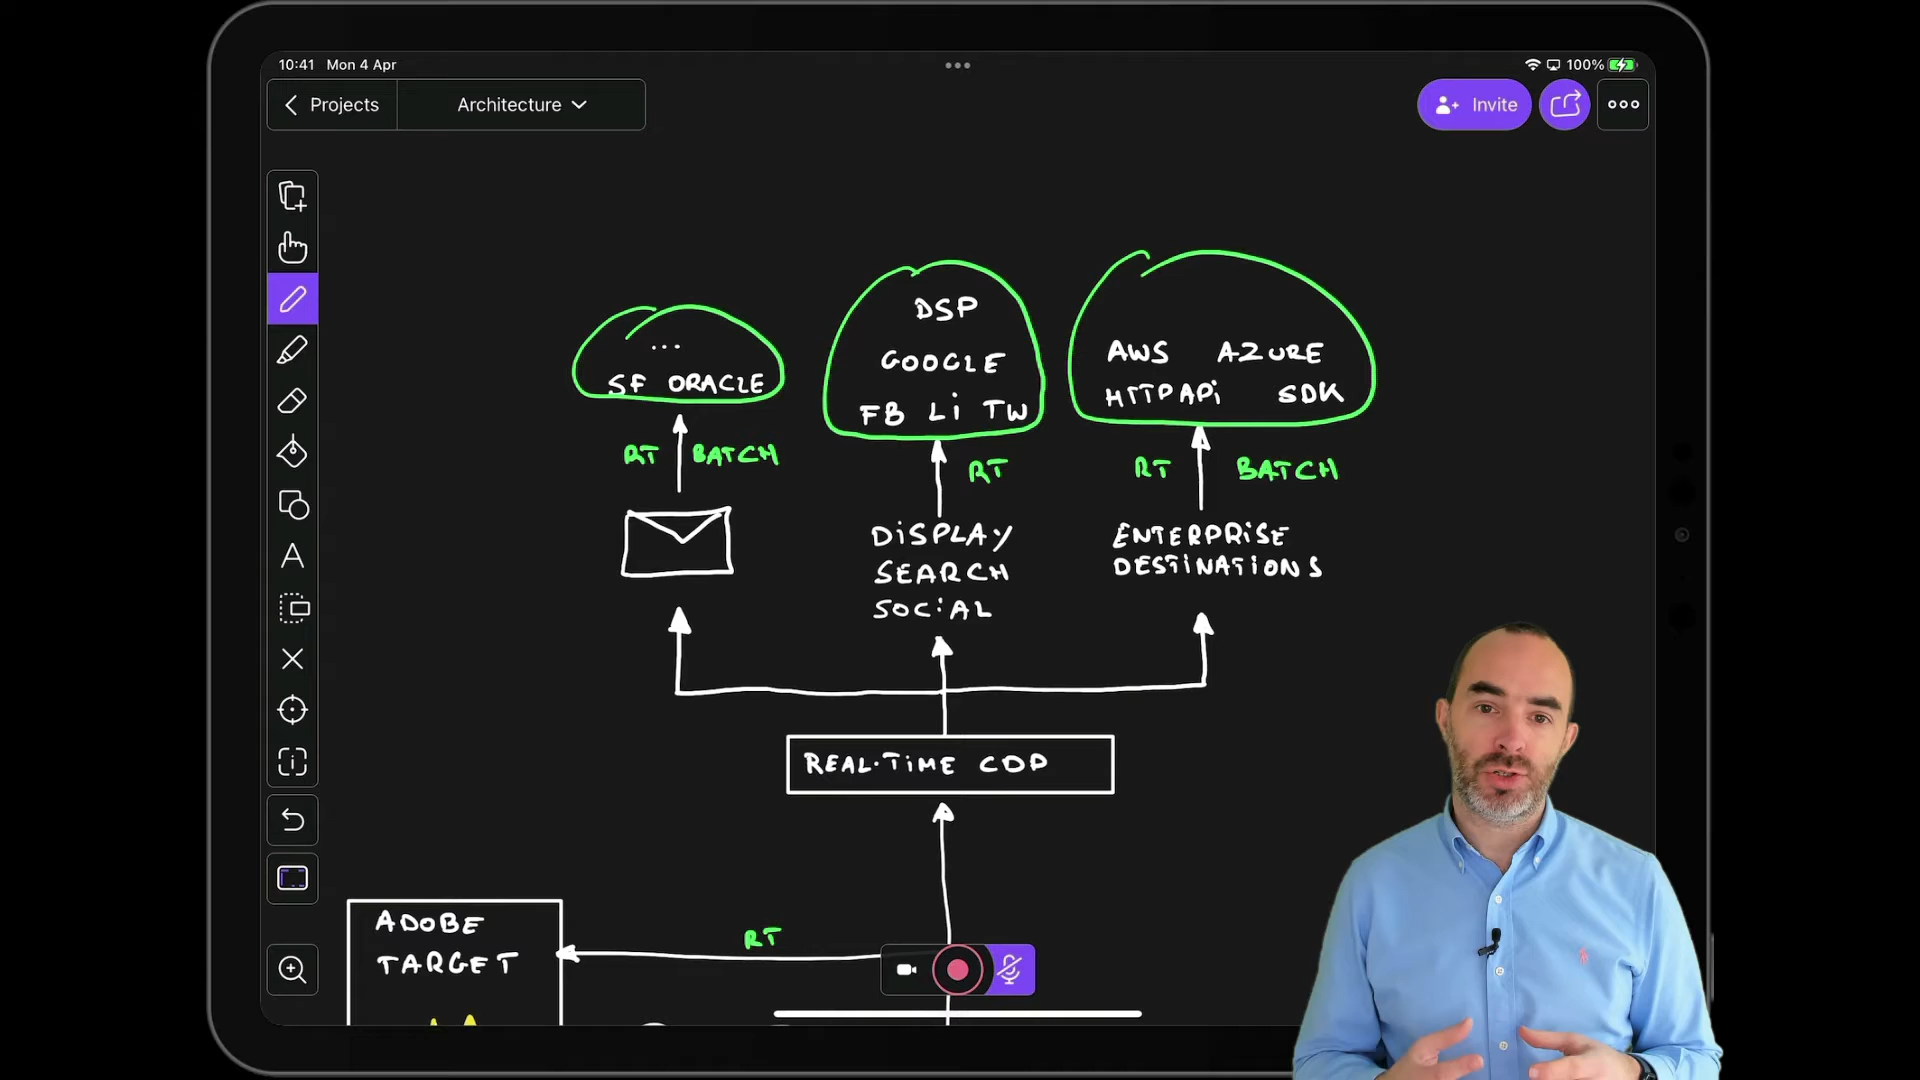 10:41 Mon 4 Apr
100%
Projects
Architecture
Invite
DSP
GOOGLE
FB Li TW
...
SF ORACLE
AWS AZURE
HTTP APi SDK
RT BATCH
RT
RT BATCH
DiSPLAY
SEARCH
SOCiAL
ENTERPRiSE
DESTiNATiONS
REAL-TiME CDP
ADOBE
TARGET
RT
A